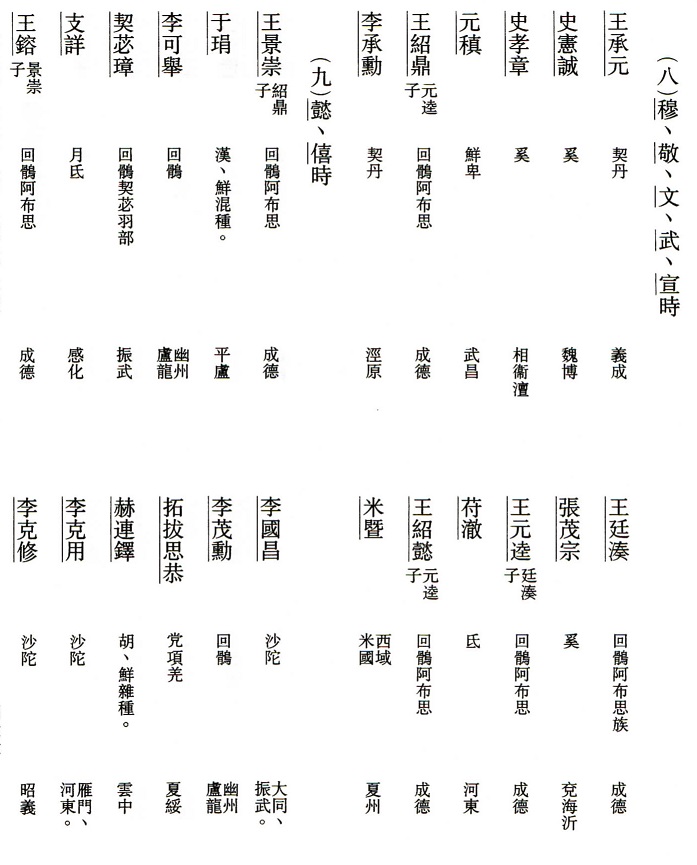 （八）穆、敬、文、武、宣時
王承元 契丹 義成
王廷湊 回鶻阿布思族 成德
史憲誠 奚 魏博
張茂宗 奚 兗海沂
史孝章 奚 相衞澶
王元逵 廷湊子 回鶻阿布思 成德
元稹 鮮卑 武昌
苻澈 氐 河東
王紹鼎 元逵子 回鶻阿布思 成德
王紹懿 元逵子 回鶻阿布思 成德
李承勳 契丹 涇原
米暨 西域米國 夏州
（九）懿、僖時
王景崇 紹鼎子 回鶻阿布思 成德
李國昌 沙陀 大同、振武。
于琄 漢、鮮混種。 平盧
李茂勳 回鶻 幽州盧龍
李可舉 回鶻 幽州盧龍
拓拔思恭 党項羌 夏綏
契苾璋 回鶻契苾羽部 振武
赫連鐸 胡、鮮雜種。 雲中
支詳 月氏 感化
李克用 沙陀 雁門、河東。
王鎔 景崇子 回鶻阿布思 成德
李克修 沙陀 昭義